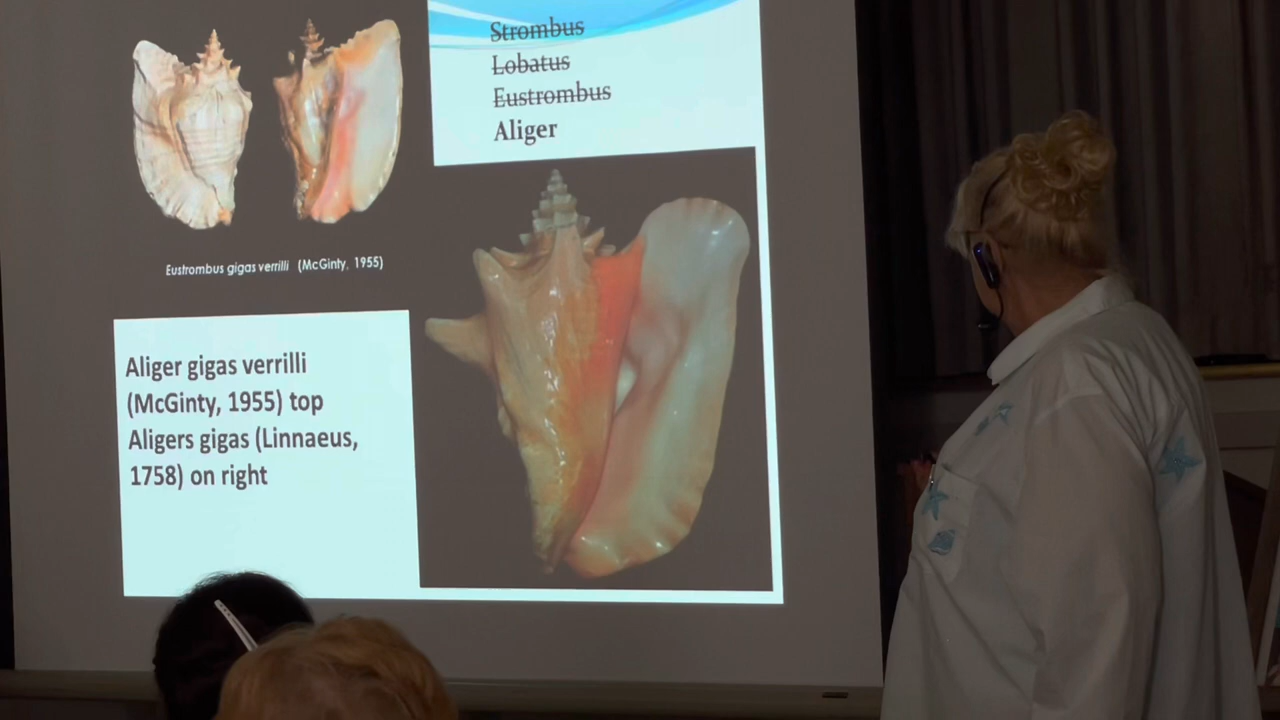 Strombus
Lobatus
Eustrombus
Aliger
Eustrombus gigas verrilli (McGinty, 1955)
Aliger gigas verrilli
(McGinty, 1955) top
Aligers gigas (Linnaeus,
1758) on right